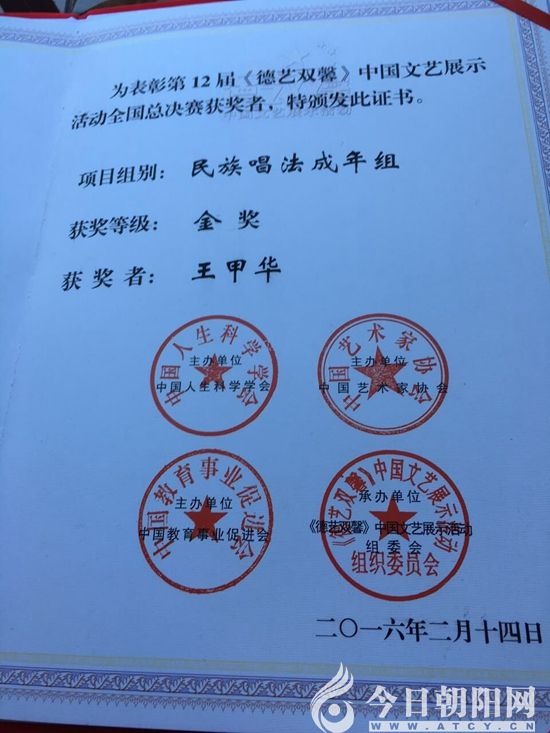 为表彰第12届《德艺双馨》中国文艺展示
活动全国总决赛获奖者，特颁发此证书。
项目组别：民族唱法成年组
获奖等级：金奖
获奖者：王甲华
中国人生科学学会
主办单位
中国人生科学学会
中国艺术家协会
主办单位
中国艺术家协会
中国教育事业促进会
主办单位
中国教育事业促进会
《德艺双馨》中国文艺展示活动
承办单位
《德艺双馨》中国文艺展示活动
组委会
组织委员会
二〇一六年二月十四日
今日朝阳网
WWW.ATCY.CN